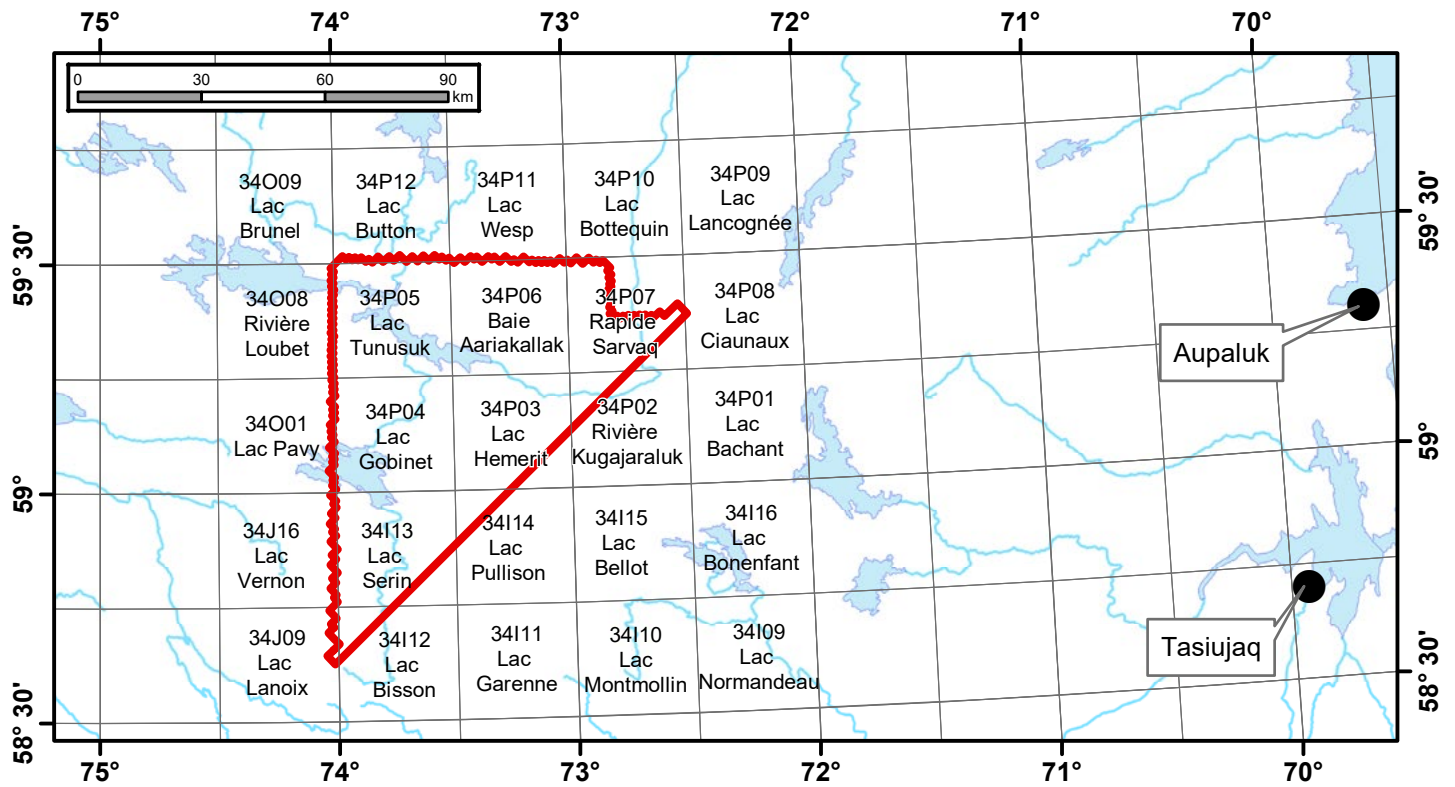 75° 74° 73° 72° 71° 70°
0 30 60 90
km
34O09
Lac
Brunel
34P12
Lac
Button
34P11
Lac
Wesp
34P10
Lac
Bottequin
34P09
Lac
Lancognée
59° 30'
59° 30'
34O08
Rivière
Loubet
34P05
Lac
Tunusuk
34P06
Baie
Aariakallak
34P07
Rapide
Sarvaq
34P08
Lac
Ciaunaux
Aupaluk
34O01
Lac Pavy
34P04
Lac
Gobinet
34P03
Lac
Hemerit
34P02
Rivière
Kugajaraluk
34P01
Lac
Bachant
59°
59°
34J16
Lac
Vernon
34I13
Lac
Serin
34I14
Lac
Pullison
34I15
Lac
Bellot
34I16
Lac
Bonenfant
34J09
Lac
Lanoix
34I12
Lac
Bisson
34I11
Lac
Garenne
34I10
Lac
Montmollin
34I09
Lac
Normandeau
Tasiujaq
58° 30'
58° 30'
75° 74° 73° 72° 71° 70°